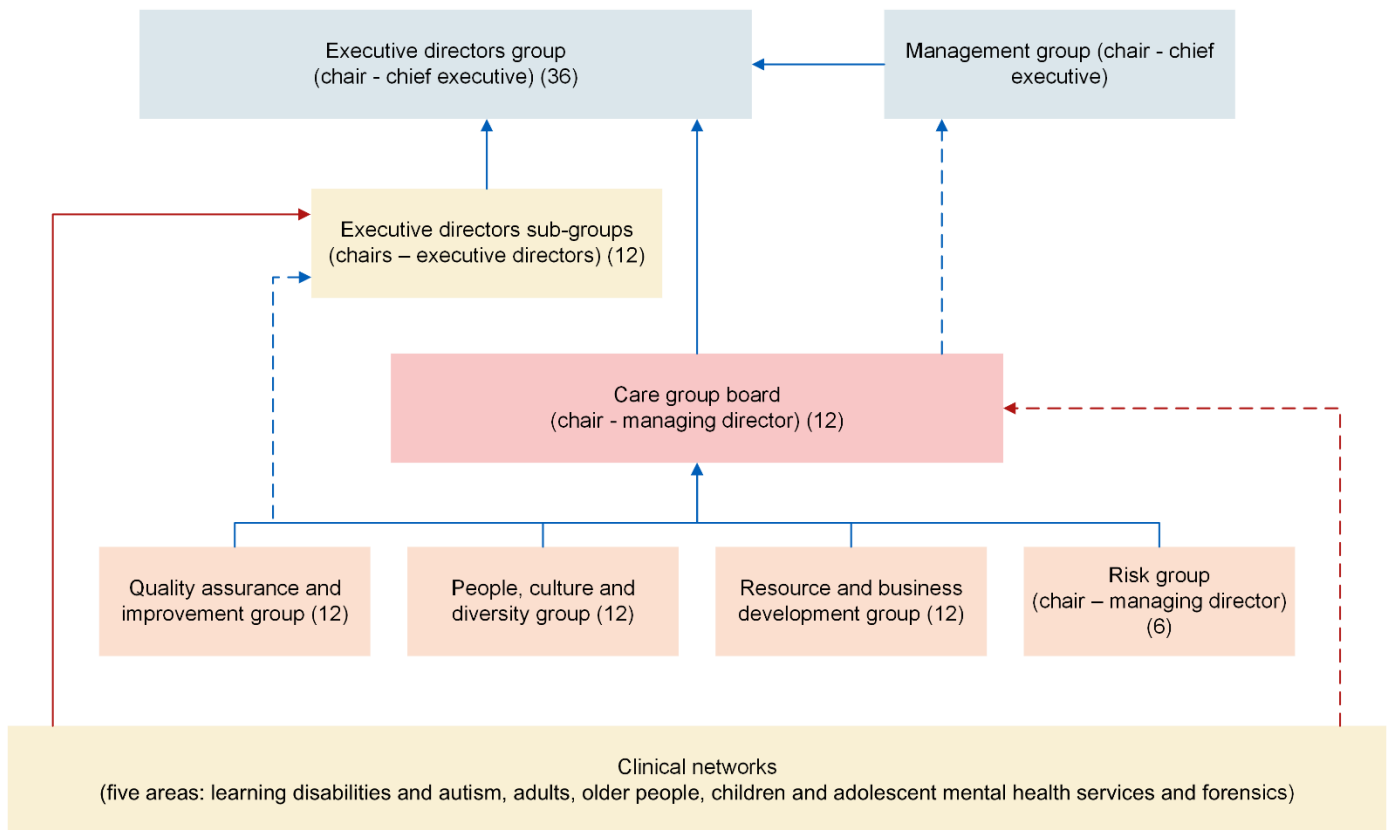 Executive directors group
(chair - chief executive) (36)
Management group (chair - chief
executive)
Executive directors sub-groups
(chairs – executive directors) (12)
Care group board
(chair - managing director) (12)
Quality assurance and
improvement group (12)
People, culture and
diversity group (12)
Resource and business
development group (12)
Risk group
(chair – managing director)
(6)
Clinical networks
(five areas: learning disabilities and autism, adults, older people, children and adolescent mental health services and forensics)